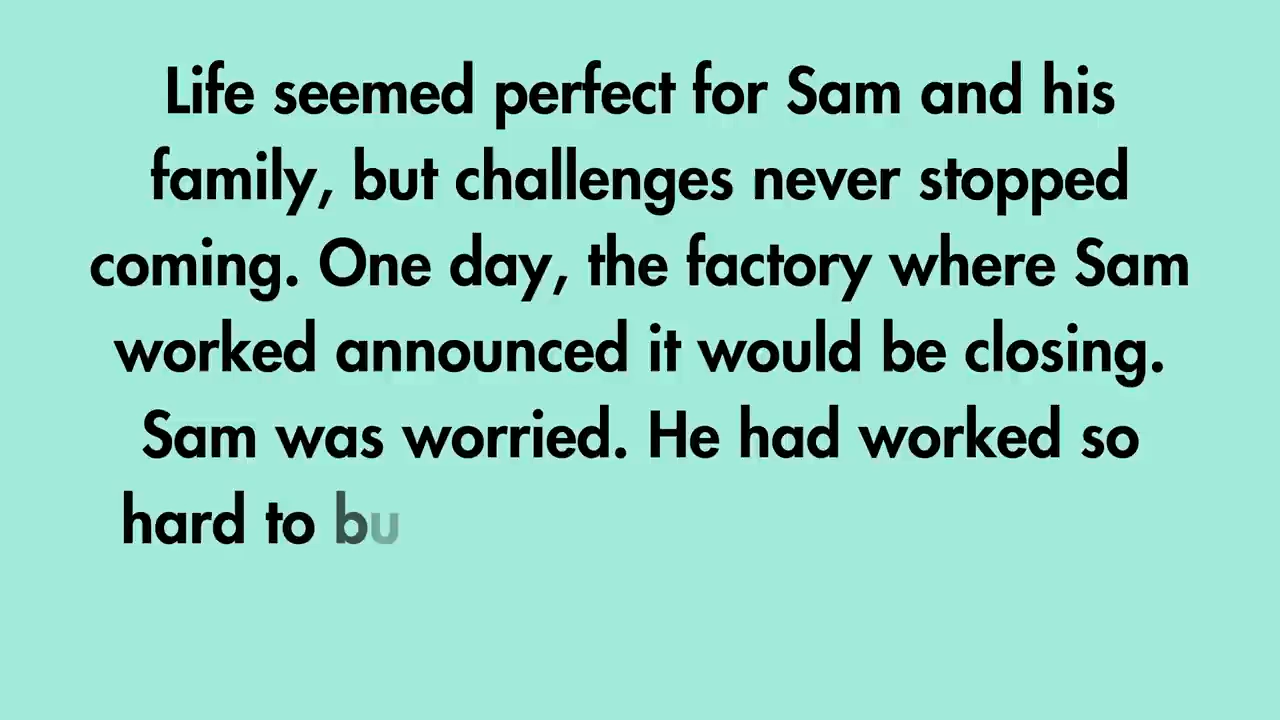 Life seemed perfect for Sam and his
family, but challenges never stopped
coming. One day, the factory where Sam
worked announced it would be closing.
Sam was worried. He had worked so
hard to bu